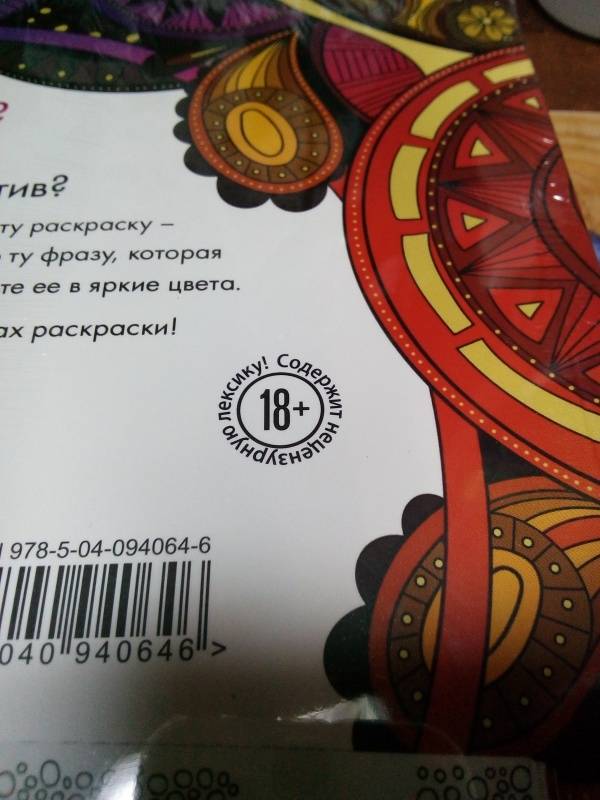 ?
тив?
ту раскраску –
ту фразу, которая
те ее в яркие цвета.
ах раскраски!
Содержит нецензурную лексику!
18+
978-5-04-094064-6
040 940646 >